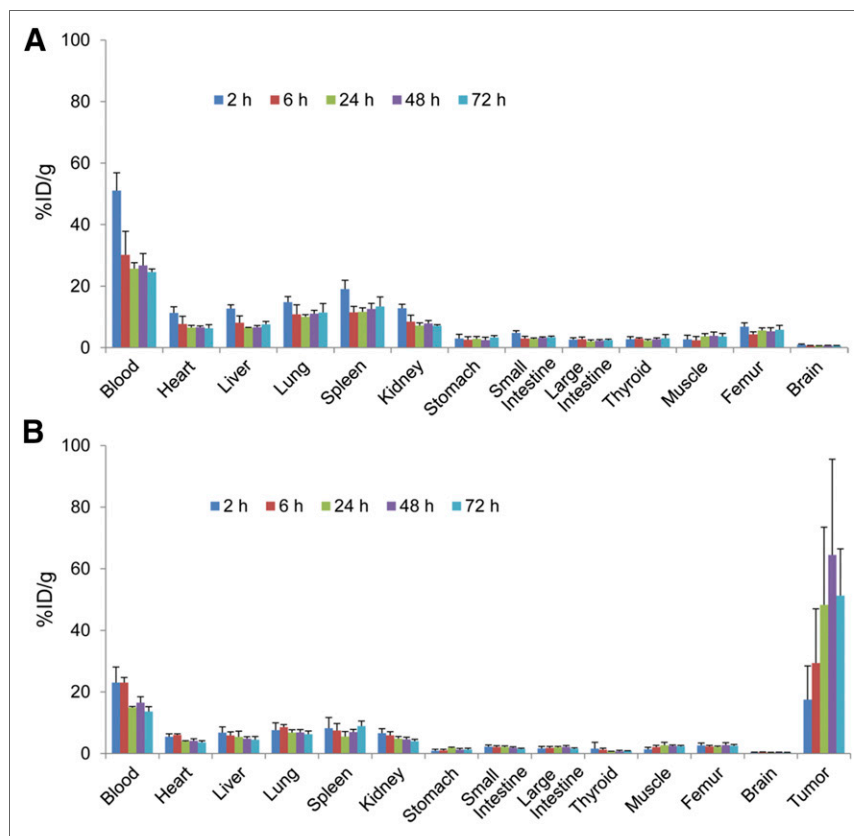 A
100
80
60
40
20
0
%ID/g
2 h 6 h 24 h 48 h 72 h
Blood
Heart
Liver
Lung
Spleen
Kidney
Stomach
Small
Intestine
Large
Intestine
Thyroid
Muscle
Femur
Brain
B
100
80
60
40
20
0
%ID/g
2 h 6 h 24 h 48 h 72 h
Blood
Heart
Liver
Lung
Spleen
Kidney
Stomach
Small
Intestine
Large
Intestine
Thyroid
Muscle
Femur
Brain
Tumor